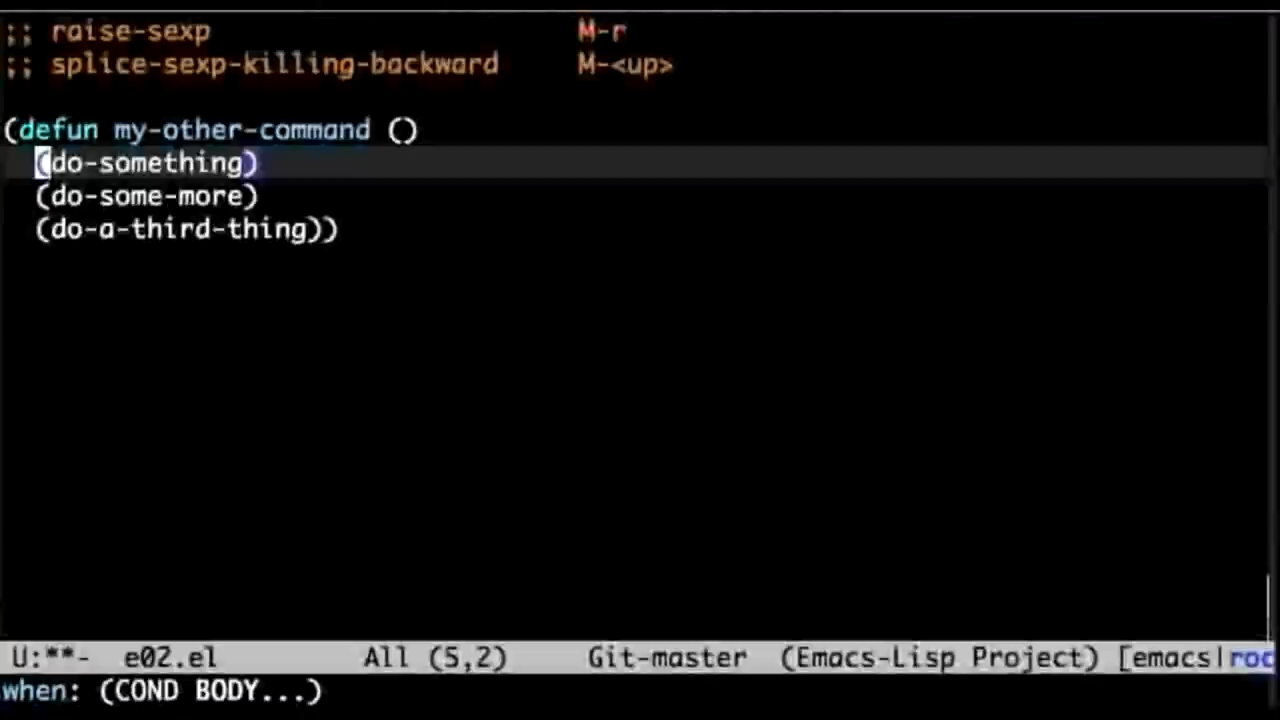 ;; raise-sexp M-r
;; splice-sexp-killing-backward M-<up>
(defun my-other-command ()
(do-something)
(do-some-more)
(do-a-third-thing))
U:**- e02.el All (5,2) Git-master (Emacs-Lisp Project) [emacs|roc
when: (COND BODY...)